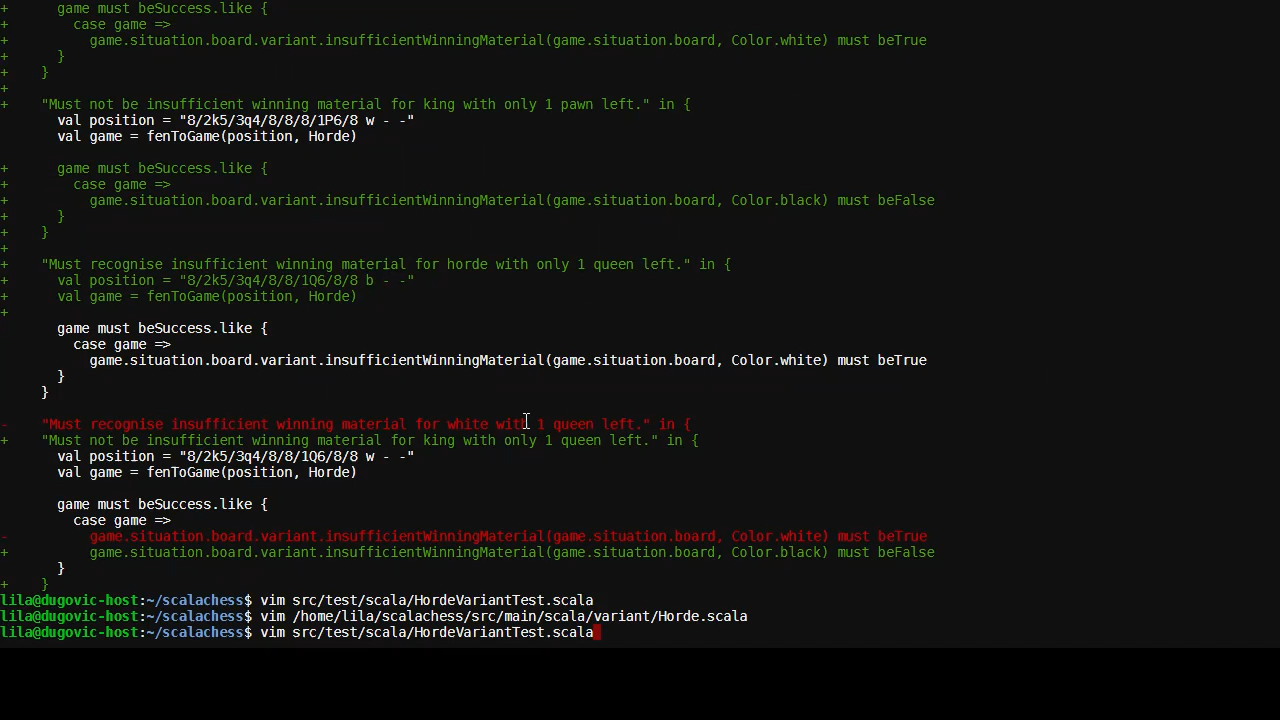 +      game must beSuccess.like {
+        case game =>
+          game.situation.board.variant.insufficientWinningMaterial(game.situation.board, Color.white) must beTrue
+      }
+    }
+
+    "Must not be insufficient winning material for king with only 1 pawn left." in {
       val position = "8/2k5/3q4/8/8/8/1P6/8 w - -"
       val game = fenToGame(position, Horde)
+      game must beSuccess.like {
+        case game =>
+          game.situation.board.variant.insufficientWinningMaterial(game.situation.board, Color.black) must beFalse
+      }
+    }
+
+    "Must recognise insufficient winning material for horde with only 1 queen left." in {
+      val position = "8/2k5/3q4/8/8/1Q6/8/8 b - -"
+      val game = fenToGame(position, Horde)
+
       game must beSuccess.like {
         case game =>
           game.situation.board.variant.insufficientWinningMaterial(game.situation.board, Color.white) must beTrue
       }
     }
-    "Must recognise insufficient winning material for white with 1 queen left." in {
+    "Must not be insufficient winning material for king with only 1 queen left." in {
       val position = "8/2k5/3q4/8/8/1Q6/8/8 w - -"
       val game = fenToGame(position, Horde)
       game must beSuccess.like {
         case game =>
-          game.situation.board.variant.insufficientWinningMaterial(game.situation.board, Color.white) must beTrue
+          game.situation.board.variant.insufficientWinningMaterial(game.situation.board, Color.black) must beFalse
       }
+    }
lila@dugovic-host:~/scalachess$ vim src/test/scala/HordeVariantTest.scala
lila@dugovic-host:~/scalachess$ vim /home/lila/scalachess/src/main/scala/variant/Horde.scala
lila@dugovic-host:~/scalachess$ vim src/test/scala/HordeVariantTest.scala